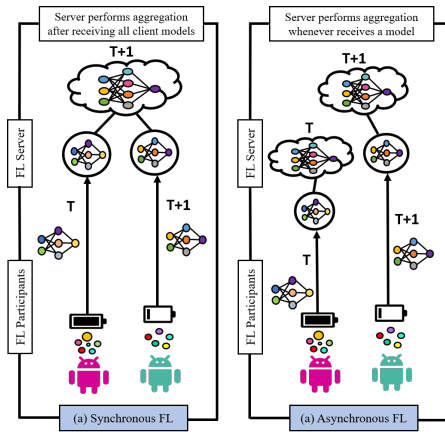 Server performs aggregation
after receiving all client models
T+1
FL Server
T
T+1
FL Participants
(a) Synchronous FL
Server performs aggregation
whenever receives a model
T+1
T
FL Server
T+1
T
FL Participants
(a) Asynchronous FL